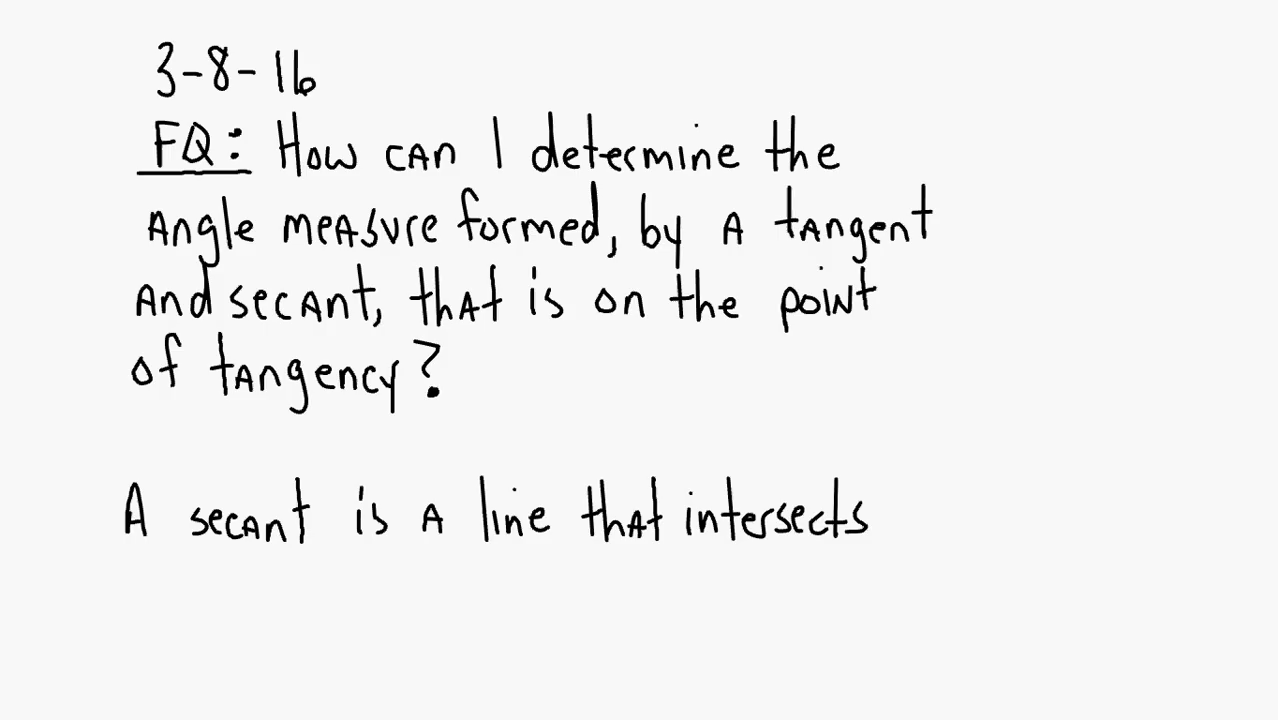 3-8-16
FQ: How can I determine the
Angle measure formed, by a tangent
and secant, that is on the point
of tangency?
A secant is a line that intersects